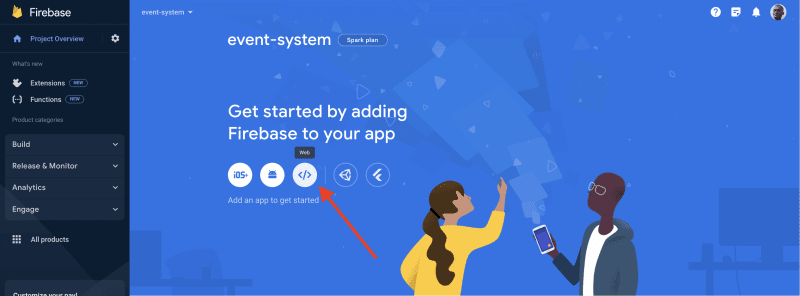 Firebase
event-system
Project Overview
event-system
Spark plan
What's new
Extensions NEW
Functions NEW
Product categories
Build
Release & Monitor
Analytics
Engage
All products
Customize your nav!
Get started by adding
Firebase to your app
Web
iOS+
Add an app to get started